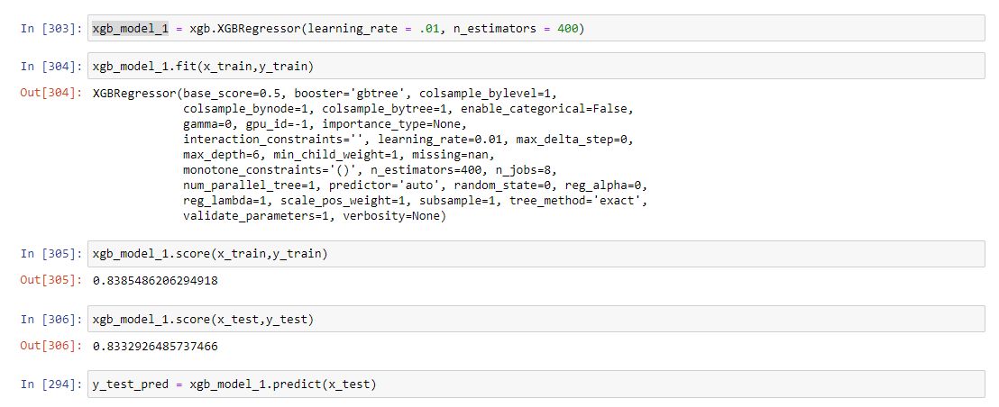 In [303]: xgb_model_1 = xgb.XGBRegressor(learning_rate = .01, n_estimators = 400)
In [304]: xgb_model_1.fit(x_train,y_train)
Out[304]: XGBRegressor(base_score=0.5, booster='gbtree', colsample_bylevel=1,
colsample_bynode=1, colsample_bytree=1, enable_categorical=False,
gamma=0, gpu_id=-1, importance_type=None,
interaction_constraints='', learning_rate=0.01, max_delta_step=0,
max_depth=6, min_child_weight=1, missing=nan,
monotone_constraints='()', n_estimators=400, n_jobs=8,
num_parallel_tree=1, predictor='auto', random_state=0, reg_alpha=0,
reg_lambda=1, scale_pos_weight=1, subsample=1, tree_method='exact',
validate_parameters=1, verbosity=None)
In [305]: xgb_model_1.score(x_train,y_train)
Out[305]: 0.8385486206294918
In [306]: xgb_model_1.score(x_test,y_test)
Out[306]: 0.8332926485737466
In [294]: y_test_pred = xgb_model_1.predict(x_test)